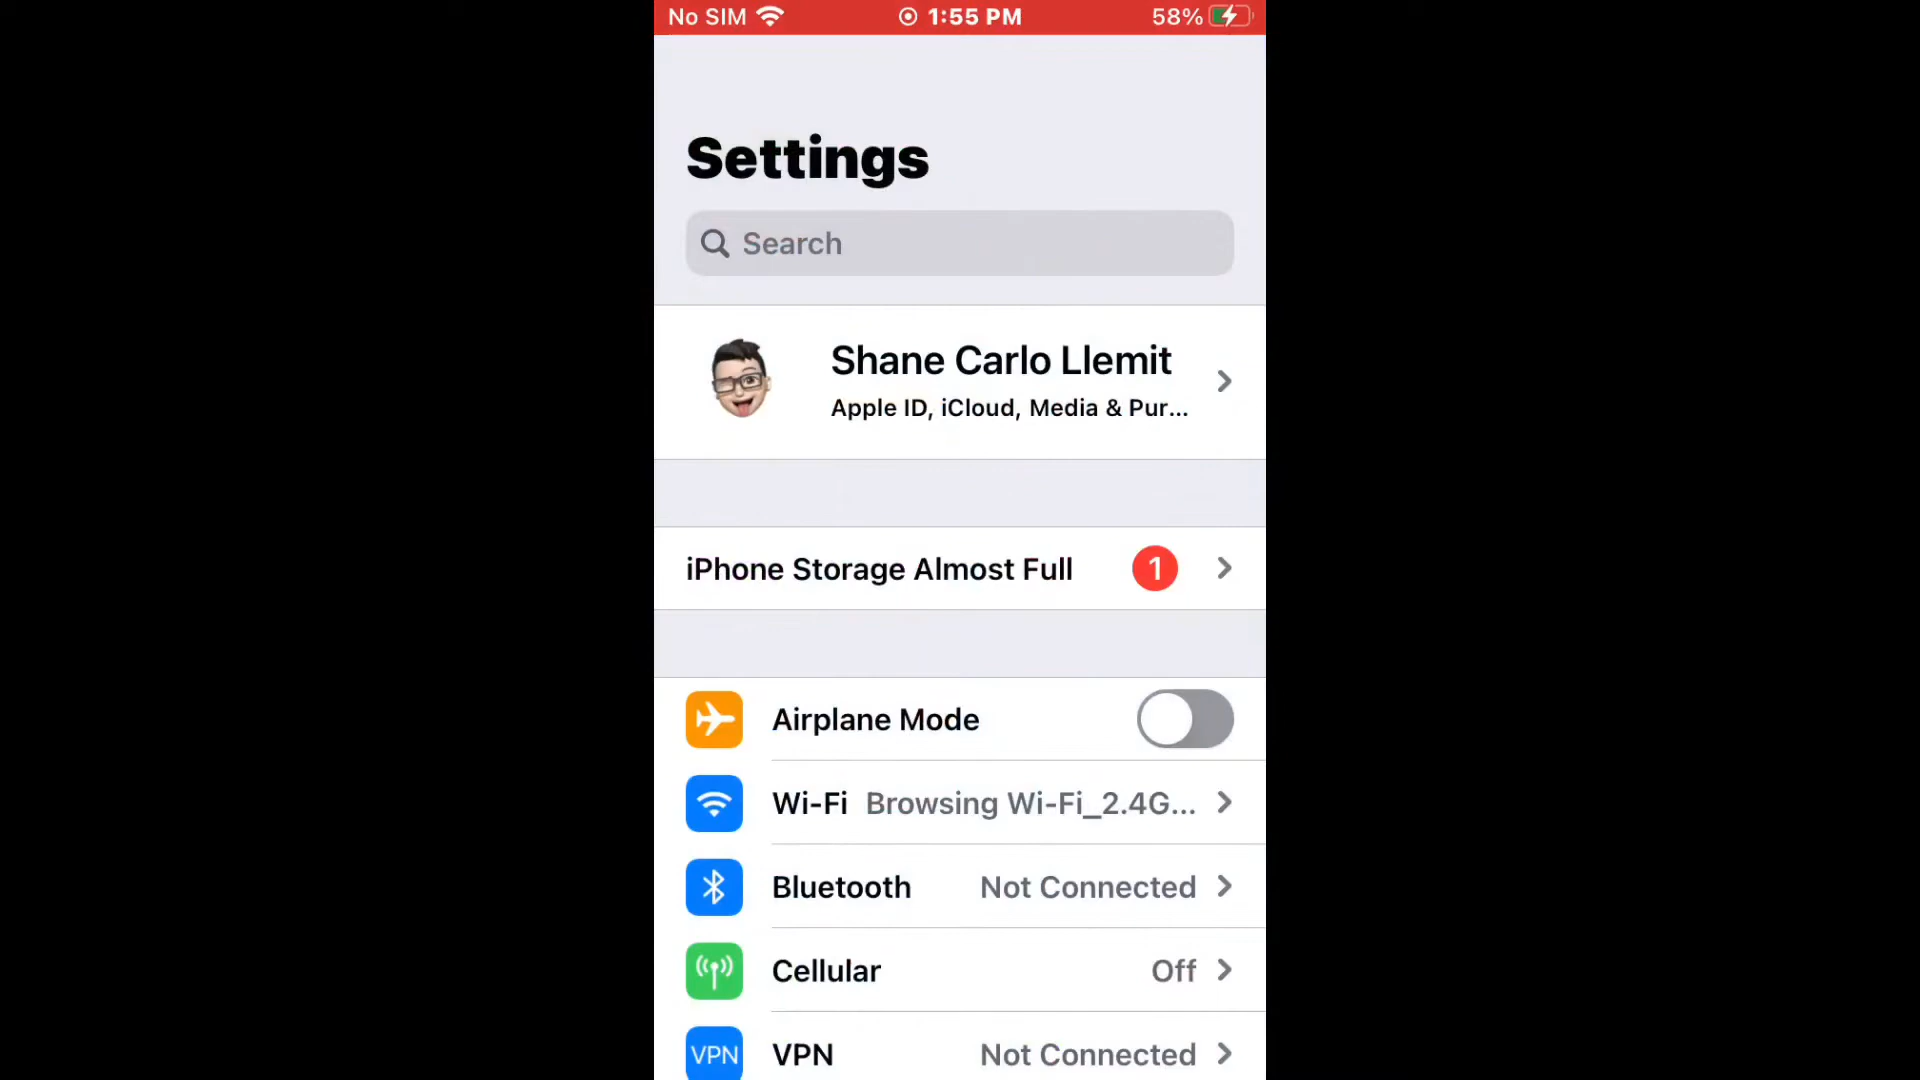 No SIM 1:55 PM 58%
Settings
Search
Shane Carlo Llemit
Apple ID, iCloud, Media & Pur...
iPhone Storage Almost Full 1
Airplane Mode
Wi-Fi Browsing Wi-Fi_2.4G...
Bluetooth Not Connected
Cellular Off
VPN VPN Not Connected